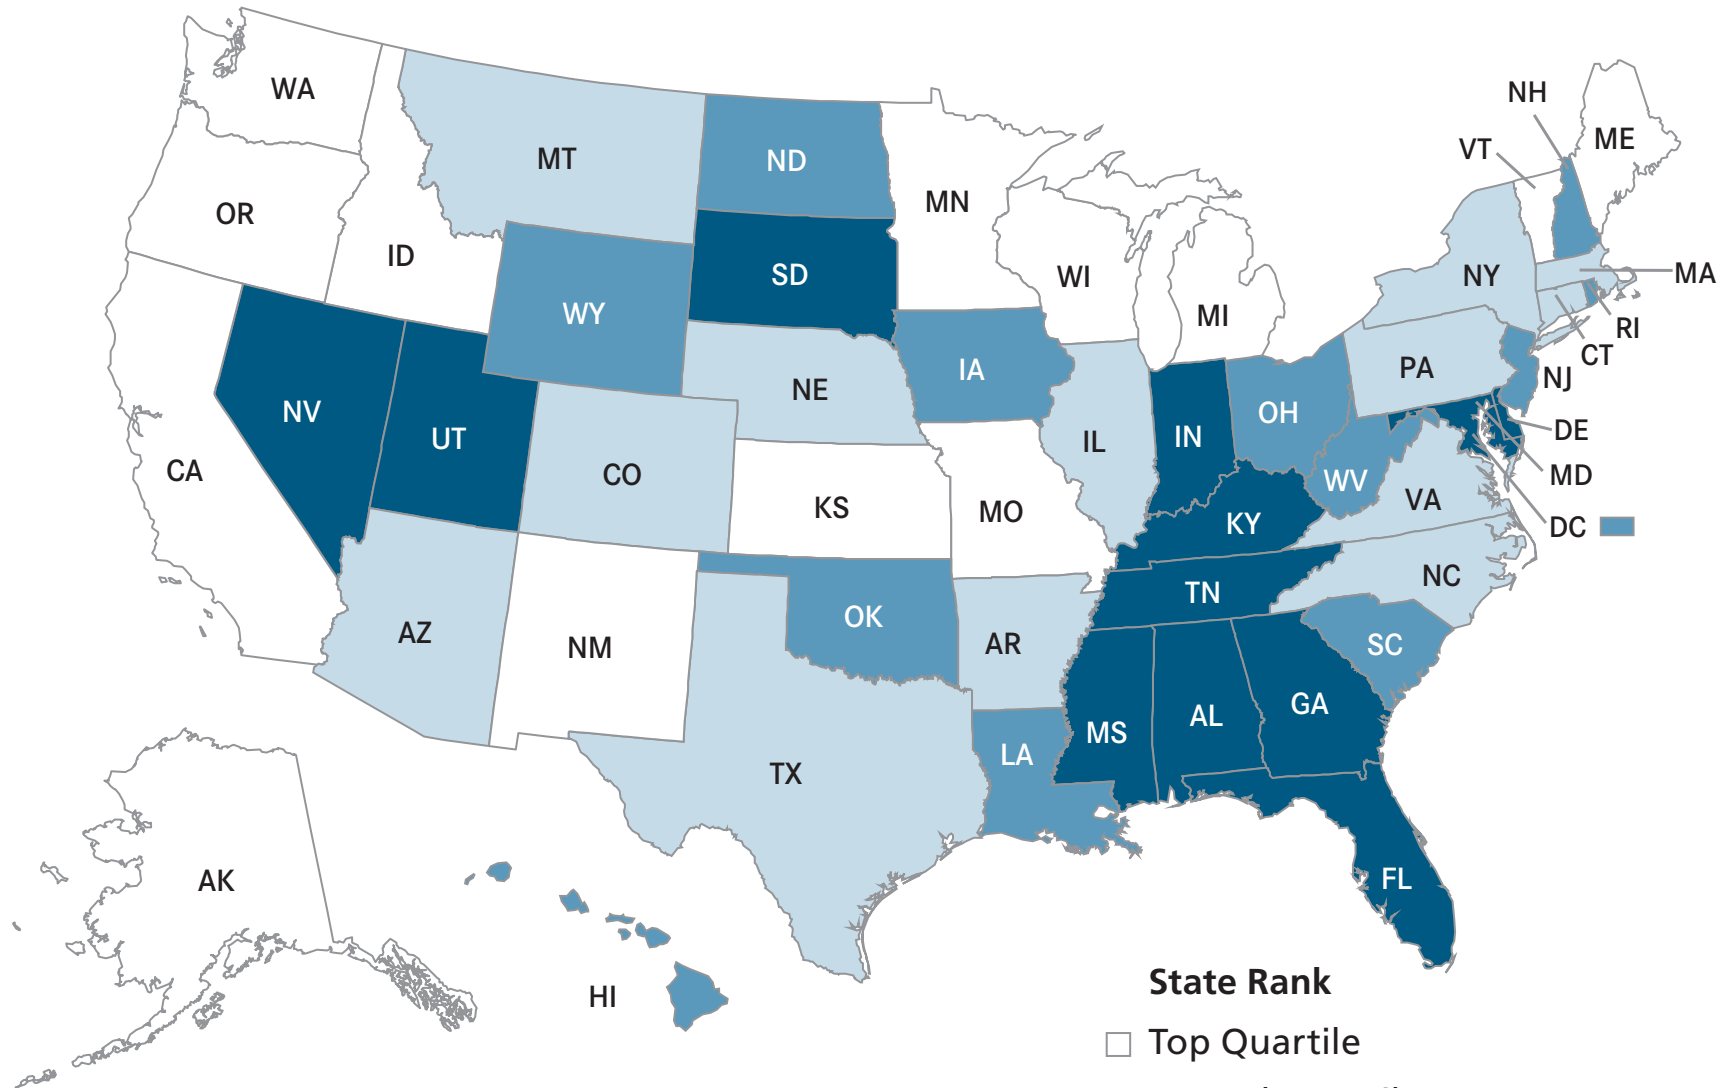 WA
NH
ME
VT
MT
ND
MN
OR
ID
SD
WI
NY
MA
WY
MI
RI
CT
IA
PA
NJ
NE
NV
OH
DE
UT
IN
IL
CA
CO
WV
MD
KS
VA
MO
KY
DC
NC
TN
AZ
OK
NM
AR
SC
GA
AL
MS
LA
TX
AK
FL
HI
State Rank
Top Quartile